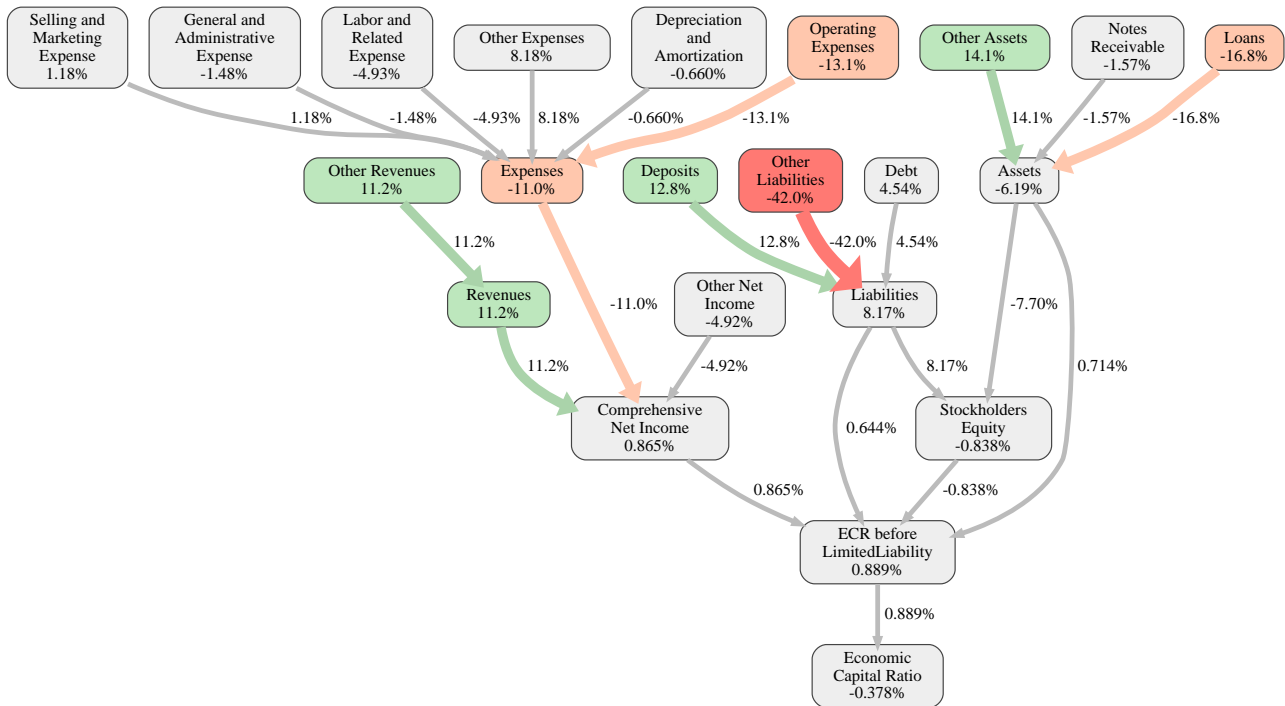 Selling and
Marketing
Expense
1.18%
General and
Administrative
Expense
-1.48%
Labor and
Related
Expense
-4.93%
Other Expenses
8.18%
Depreciation
and
Amortization
-0.660%
Operating
Expenses
-13.1%
Other Assets
14.1%
Notes
Receivable
-1.57%
Loans
-16.8%
1.18%
-1.48%
-4.93%
8.18%
-0.660%
-13.1%
14.1%
-1.57%
-16.8%
Other Revenues
11.2%
Expenses
-11.0%
Deposits
12.8%
Other
Liabilities
-42.0%
Debt
4.54%
Assets
-6.19%
11.2%
12.8%
-42.0%
4.54%
Revenues
11.2%
-11.0%
Other Net
Income
-4.92%
Liabilities
8.17%
-7.70%
11.2%
-4.92%
8.17%
0.714%
Comprehensive
Net Income
0.865%
0.644%
Stockholders
Equity
-0.838%
0.865%
-0.838%
ECR before
LimitedLiability
0.889%
0.889%
Economic
Capital Ratio
-0.378%